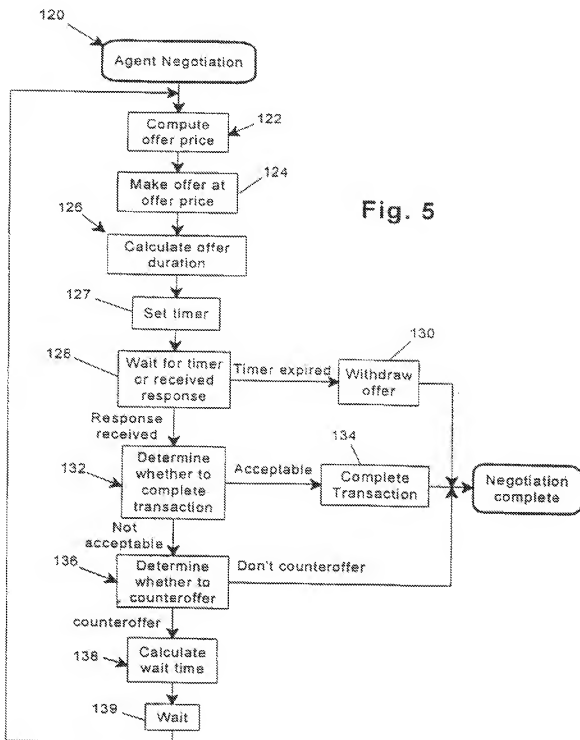 120
Agent Negotiation
Compute
offer price
122
Make offer at
offer price
124
Fig. 5
126
Calculate offer
duration
127
Set timer
128
Wait for timer
or received
response
Timer expired
130
Withdraw
offer
Response
received
132
Determine
whether to
complete
transaction
Acceptable
134
Complete
Transaction
Negotiation
complete
Not
acceptable
136
Determine
whether to
counteroffer
Don't counteroffer
counteroffer
138
Calculate
wait time
139
Wait